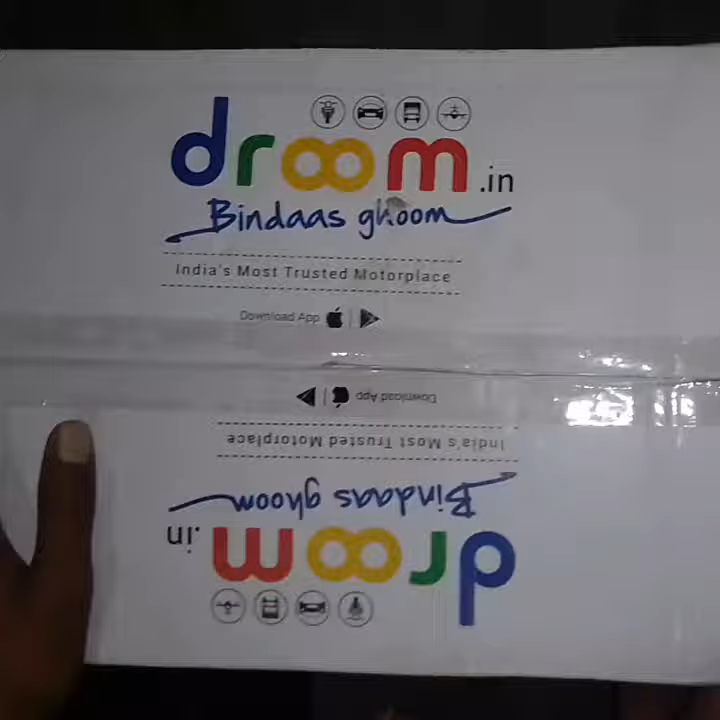 droom.in
Bindaas ghoom
India's Most Trusted Motorplace
Download App
Download App
India's Most Trusted Motorplace
Bindaas ghoom
droom.in